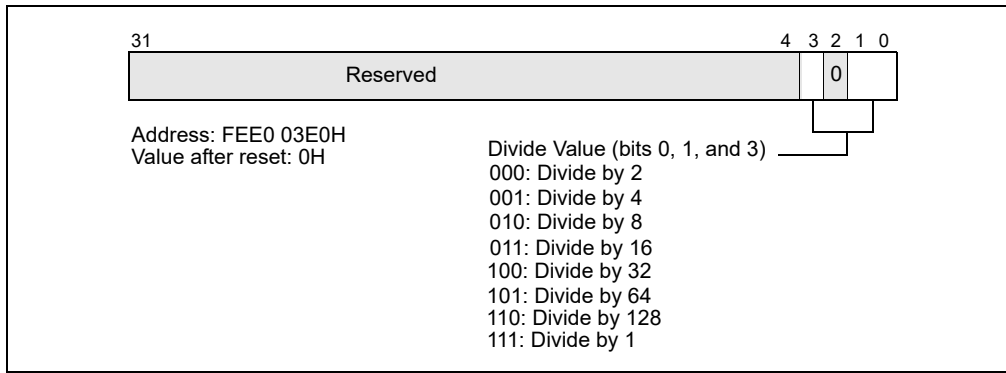 31 4 3 2 1 0
Reserved 0
Address: FEE0 03E0H
Value after reset: 0H
Divide Value (bits 0, 1, and 3)
000: Divide by 2
001: Divide by 4
010: Divide by 8
011: Divide by 16
100: Divide by 32
101: Divide by 64
110: Divide by 128
111: Divide by 1